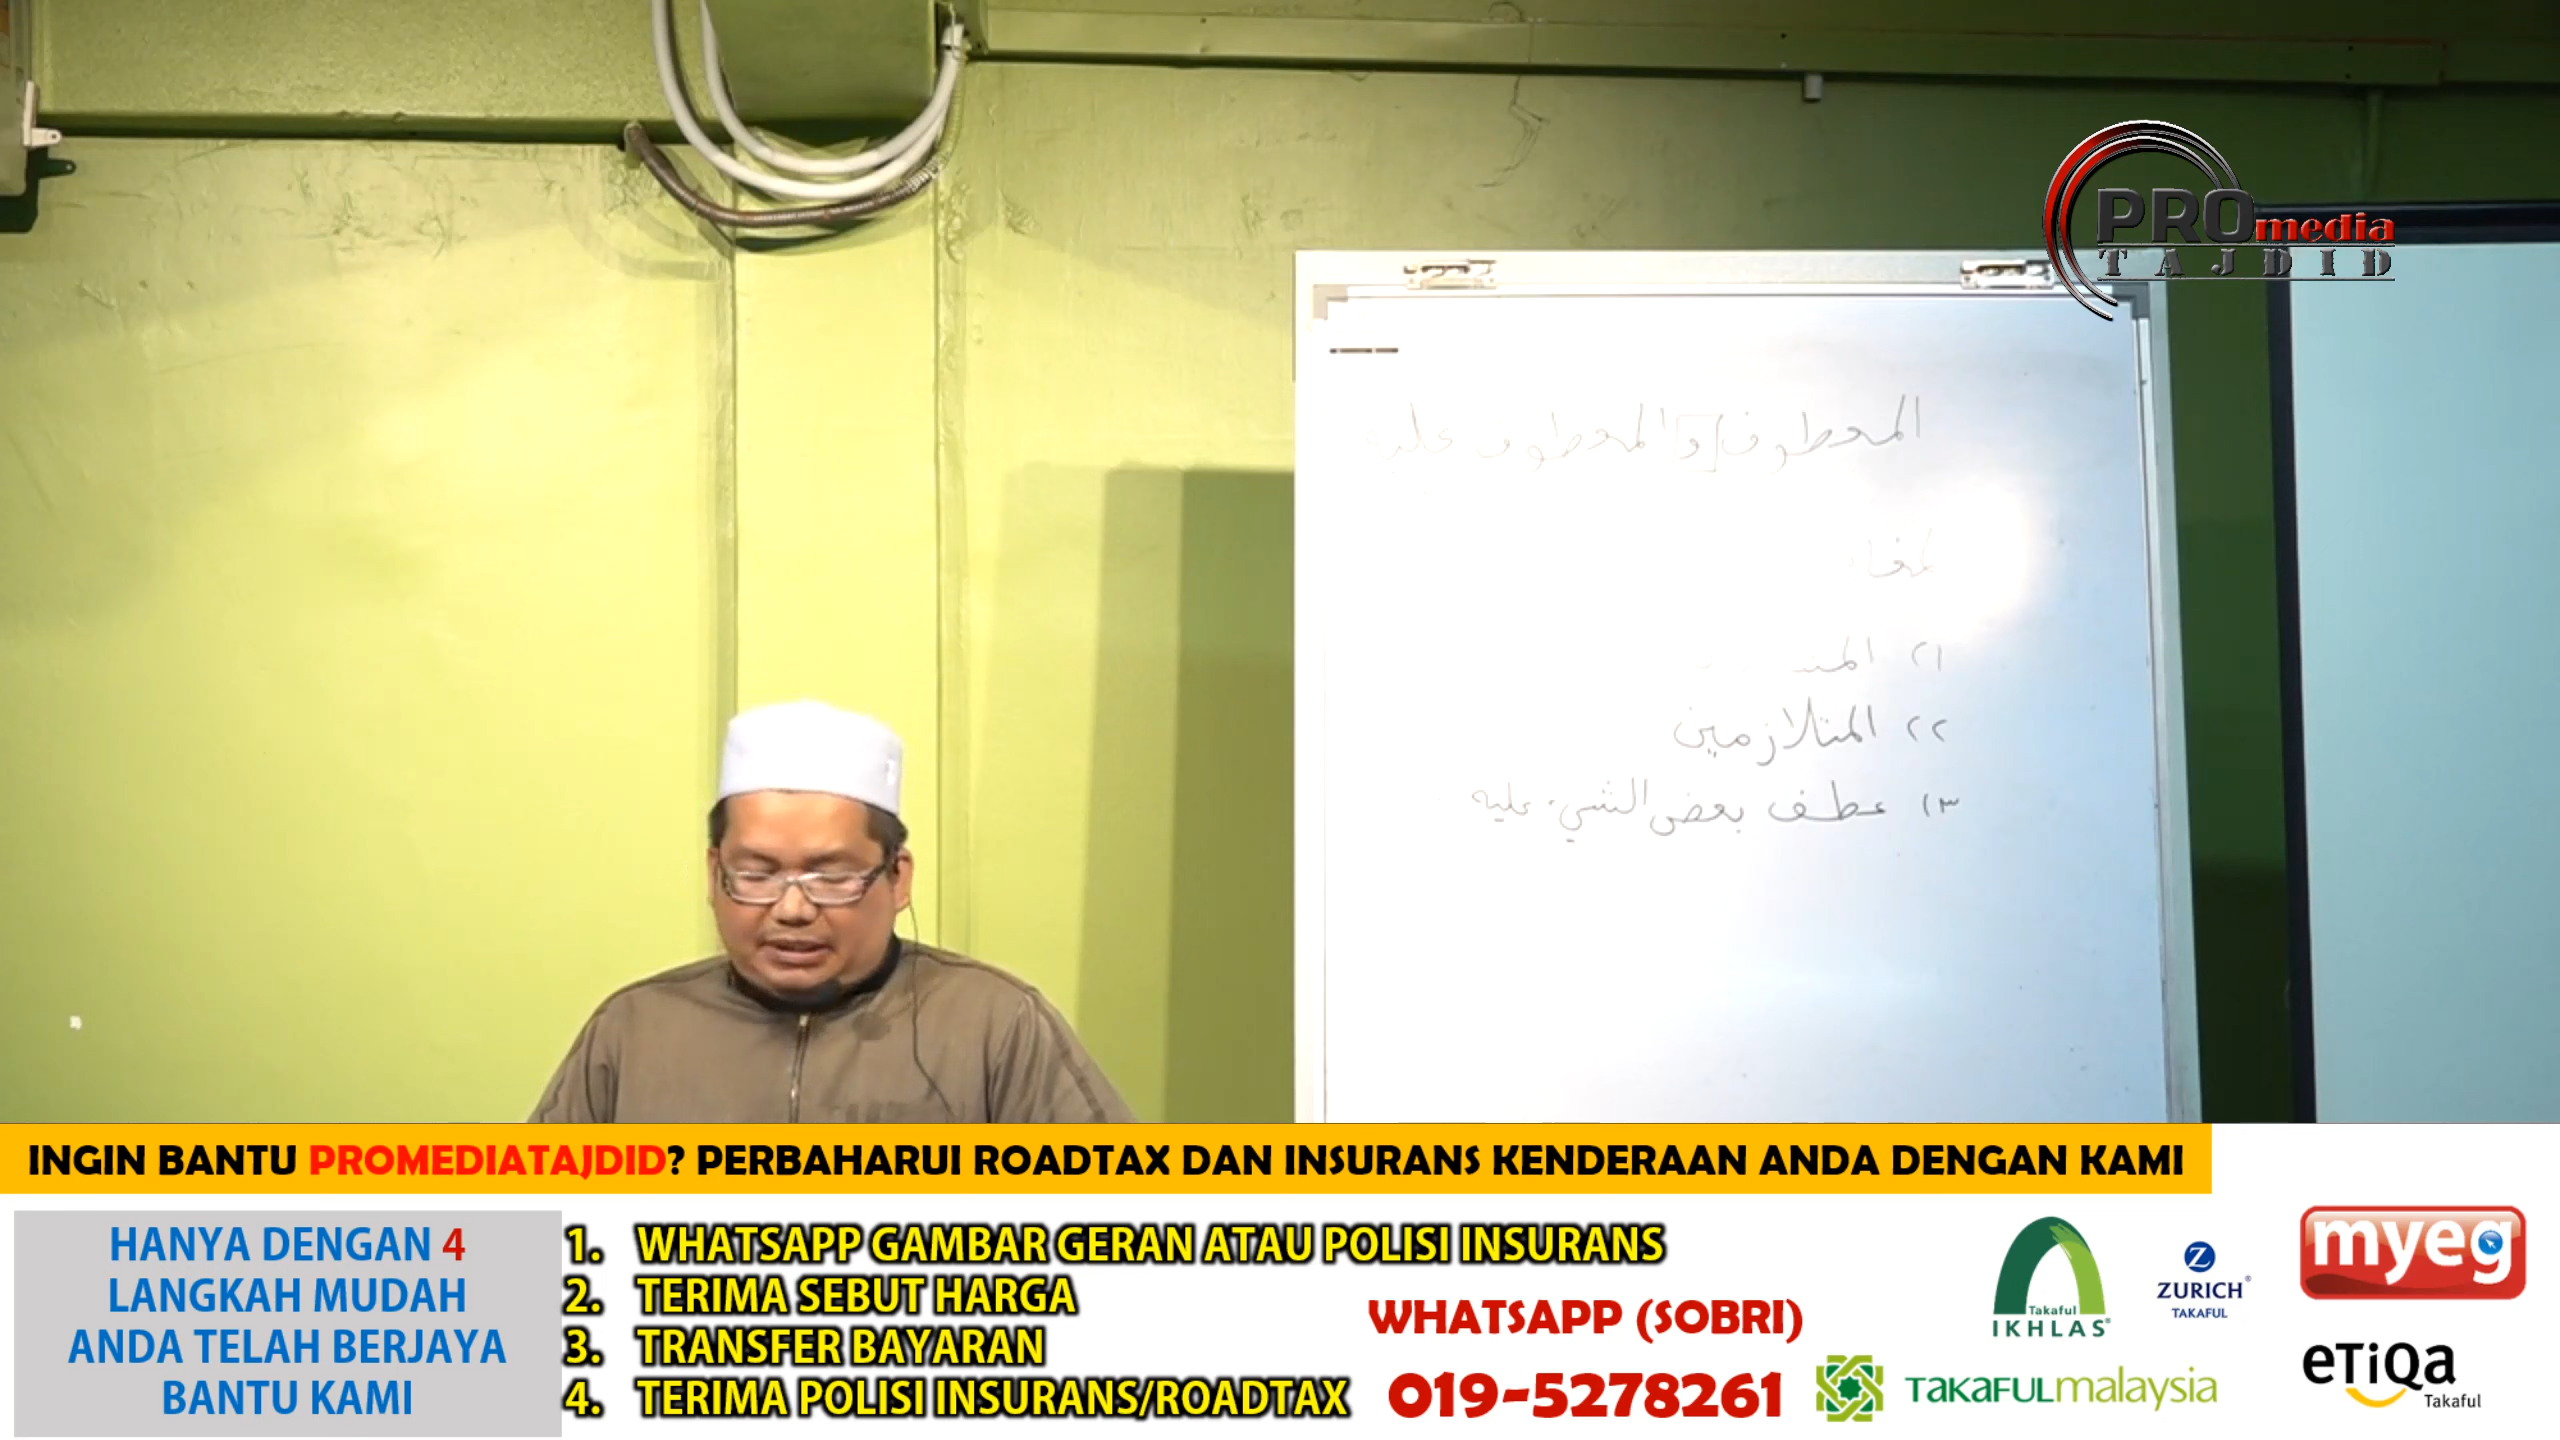 PROmedia
TAJDID
المعطوف والمعطوف عليه
(١
(٢ المتلازمين
(٣ عطف بعض الشيء عليه
INGIN BANTU PROMEDIATAJDID? PERBAHARUI ROADTAX DAN INSURANS KENDERAAN ANDA DENGAN KAMI
HANYA DENGAN 4
LANGKAH MUDAH
ANDA TELAH BERJAYA
BANTU KAMI
1. WHATSAPP GAMBAR GERAN ATAU POLISI INSURANS
2. TERIMA SEBUT HARGA
3. TRANSFER BAYARAN
4. TERIMA POLISI INSURANS/ROADTAX
WHATSAPP (SOBRI)
019-5278261
Takaful
IKHLAS
Z
ZURICH
TAKAFUL
myeg
TAKAFULmalaysia
eTiQa
Takaful